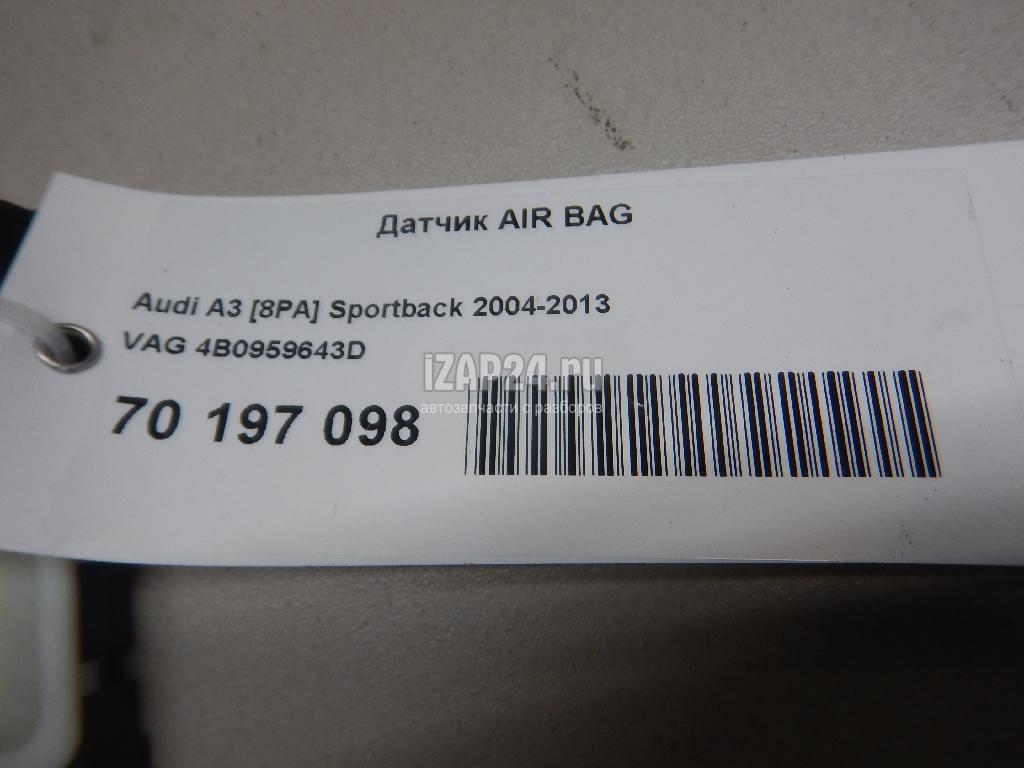 Датчик AIR BAG
Audi A3 [8PA] Sportback 2004-2013
VAG 4B0959643D
iZAP24.ru
автозапчасти с разборов
70 197 098